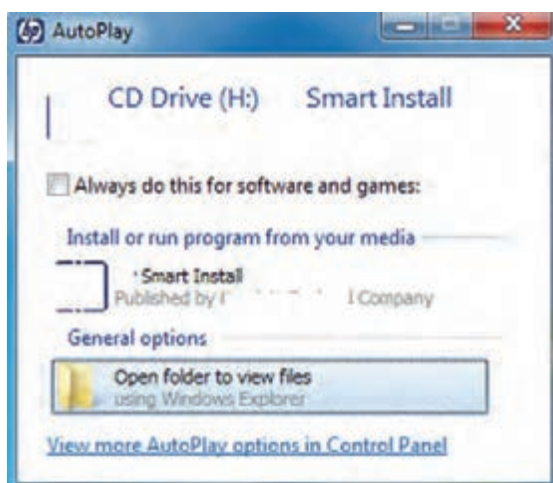 hp AutoPlay
CD Drive (H:) Smart Install
Always do this for software and games:
Install or run program from your media
Smart Install
Published by Company
General options
Open folder to view files
using Windows Explorer
View more AutoPlay options in Control Panel